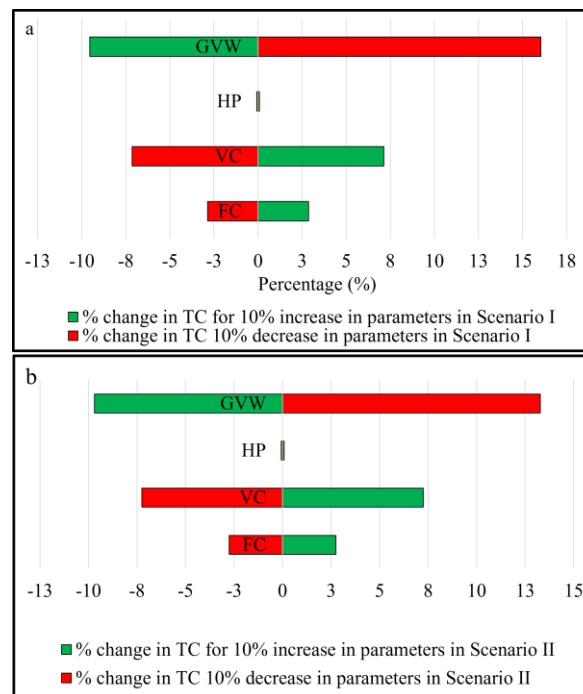 a
GVW
HP
VC
FC
-13 -10 -8 -5 -3 0 3 5 8 10 13 15 18
Percentage (%)
% change in TC for 10% increase in parameters in Scenario I
% change in TC 10% decrease in parameters in Scenario I
b
GVW
HP
VC
FC
-13 -10 -8 -5 -3 0 3 5 8 10 13 15
% change in TC for 10% increase in parameters in Scenario II
% change in TC 10% decrease in parameters in Scenario II